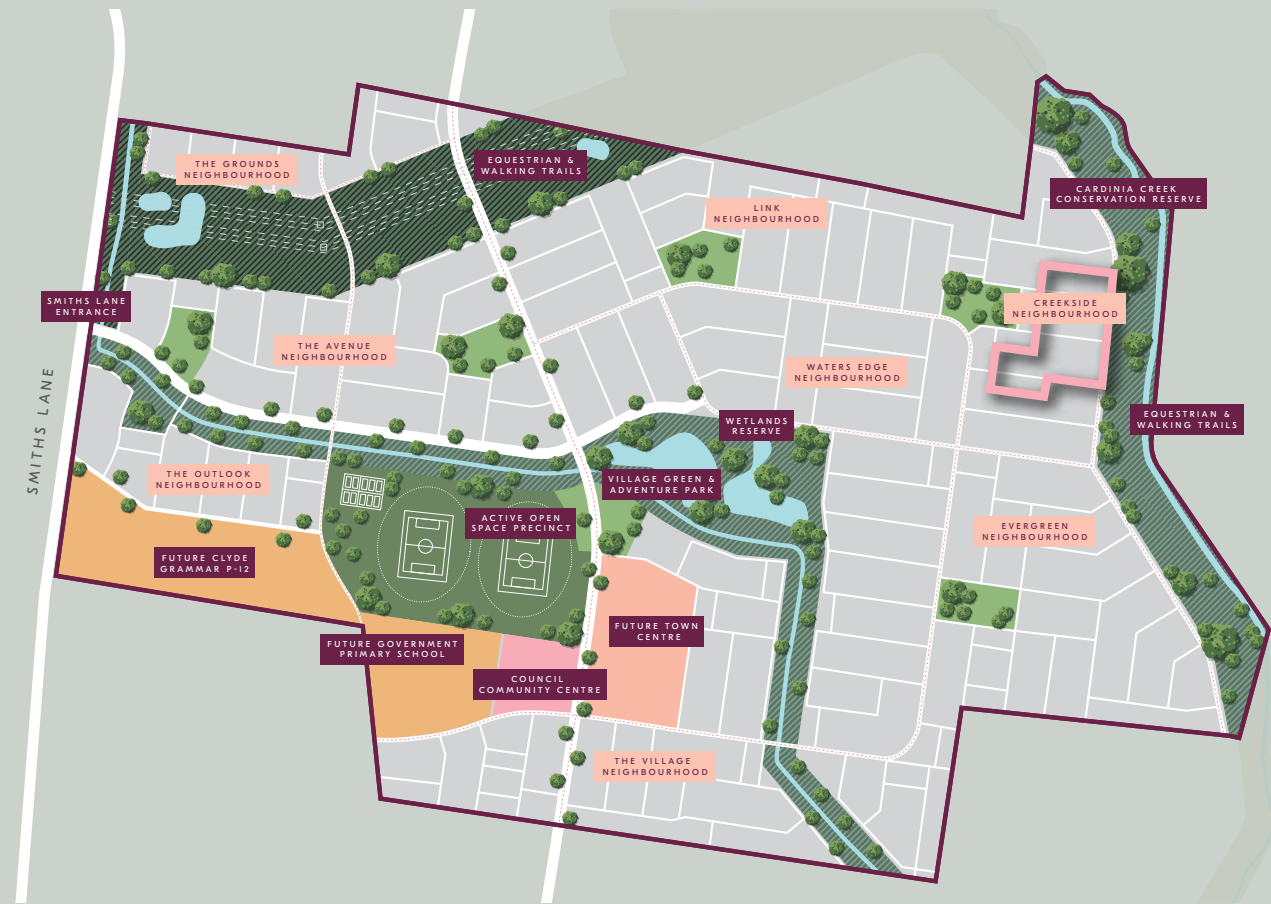 THE GROUNDS
NEIGHBOURHOOD
EQUESTRIAN &
WALKING TRAILS
CARDINIA CREEK
CONSERVATION RESERVE
LINK
NEIGHBOURHOOD
SMITHS LANE
ENTRANCE
CREEKSIDE
NEIGHBOURHOOD
THE AVENUE
NEIGHBOURHOOD
WATERS EDGE
NEIGHBOURHOOD
SMITHS LANE
WETLANDS
RESERVE
EQUESTRIAN &
WALKING TRAILS
THE OUTLOOK
NEIGHBOURHOOD
VILLAGE GREEN &
ADVENTURE PARK
ACTIVE OPEN
SPACE PRECINCT
EVERGREEN
NEIGHBOURHOOD
FUTURE CLYDE
GRAMMAR P-12
FUTURE TOWN
CENTRE
FUTURE GOVERNMENT
PRIMARY SCHOOL
COUNCIL
COMMUNITY CENTRE
THE VILLAGE
NEIGHBOURHOOD